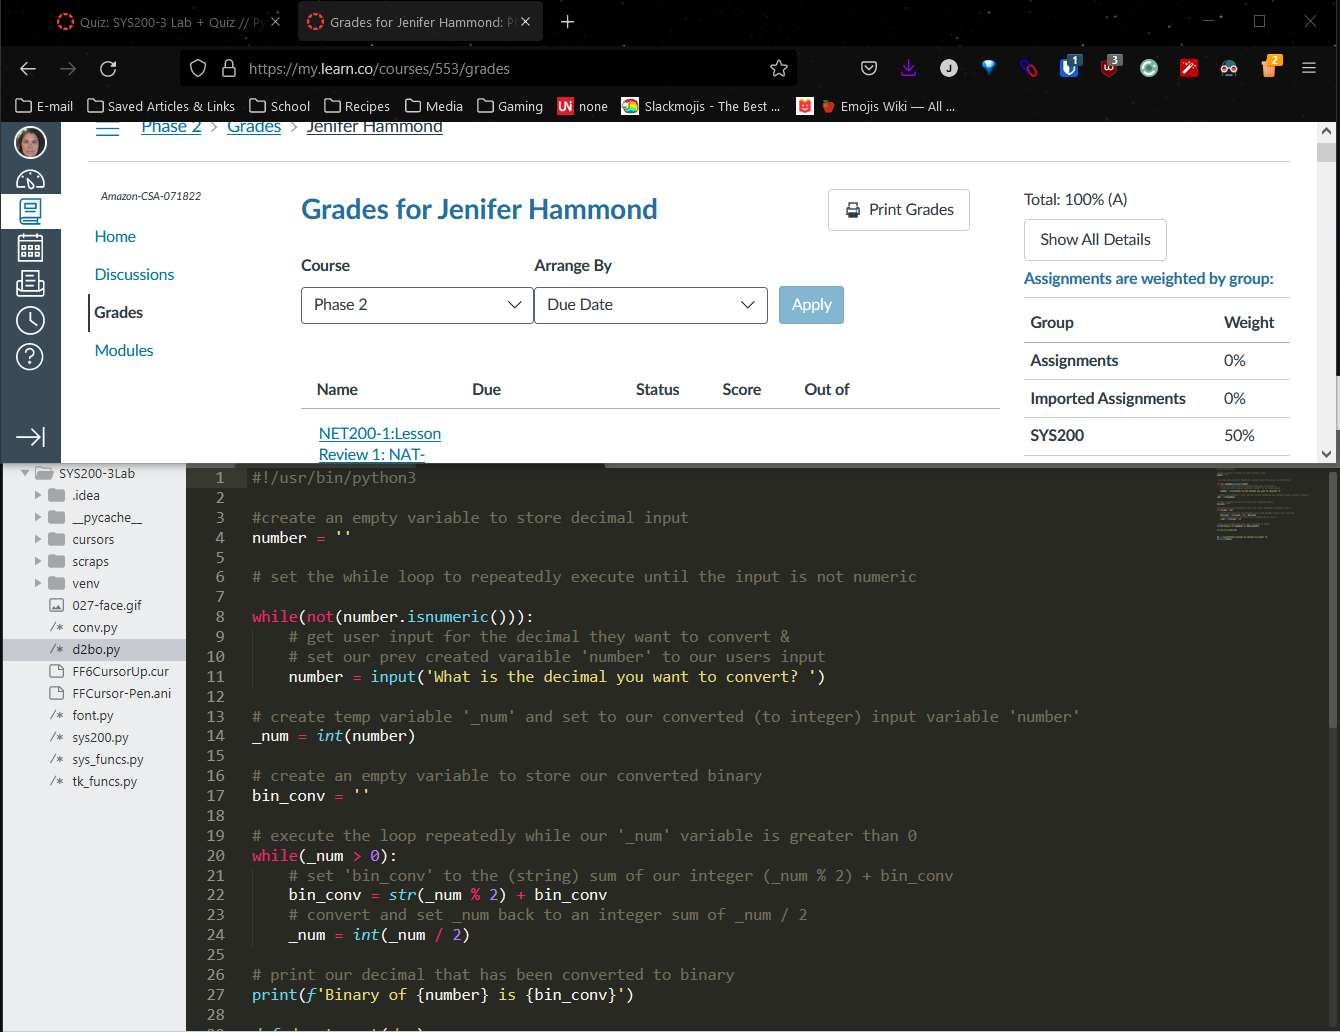 Quiz: SYS200-3 Lab + Quiz // Py
Grades for Jenifer Hammond: P
https://my.learn.co/courses/553/grades
J
1
3
2
E-mail
Saved Articles & Links
School
Recipes
Media
Gaming
UN none
Slackmojis - The Best ...
Emojis Wiki — All ...
Phase 2 > Grades > Jenifer Hammond
Amazon-CSA-071822
Home
Discussions
Grades
Modules
Grades for Jenifer Hammond
Print Grades
Course
Arrange By
Phase 2
Due Date
Apply
Name Due Status Score Out of
NET200-1:Lesson
Review 1: NAT-
Total: 100% (A)
Show All Details
Assignments are weighted by group:
Group Weight
Assignments 0%
Imported Assignments 0%
SYS200 50%
SYS200-3Lab
.idea
__pycache__
cursors
scraps
venv
027-face.gif
/* conv.py
/* d2bo.py
FF6CursorUp.cur
FFCursor-Pen.ani
/* font.py
/* sys200.py
/* sys_funcs.py
/* tk_funcs.py
1 #!/usr/bin/python3
2
3 #create an empty variable to store decimal input
4 number = ''
5
6 # set the while loop to repeatedly execute until the input is not numeric
7
8 while(not(number.isnumeric())):
9 # get user input for the decimal they want to convert &
10 # set our prev created varaible 'number' to our users input
11 number = input('What is the decimal you want to convert? ')
12
13 # create temp variable '_num' and set to our converted (to integer) input variable 'number'
14 _num = int(number)
15
16 # create an empty variable to store our converted binary
17 bin_conv = ''
18
19 # execute the loop repeatedly while our '_num' variable is greater than 0
20 while(_num > 0):
21 # set 'bin_conv' to the (string) sum of our integer (_num % 2) + bin_conv
22 bin_conv = str(_num % 2) + bin_conv
23 # convert and set _num back to an integer sum of _num / 2
24 _num = int(_num / 2)
25
26 # print our decimal that has been converted to binary
27 print(f'Binary of {number} is {bin_conv}')
28